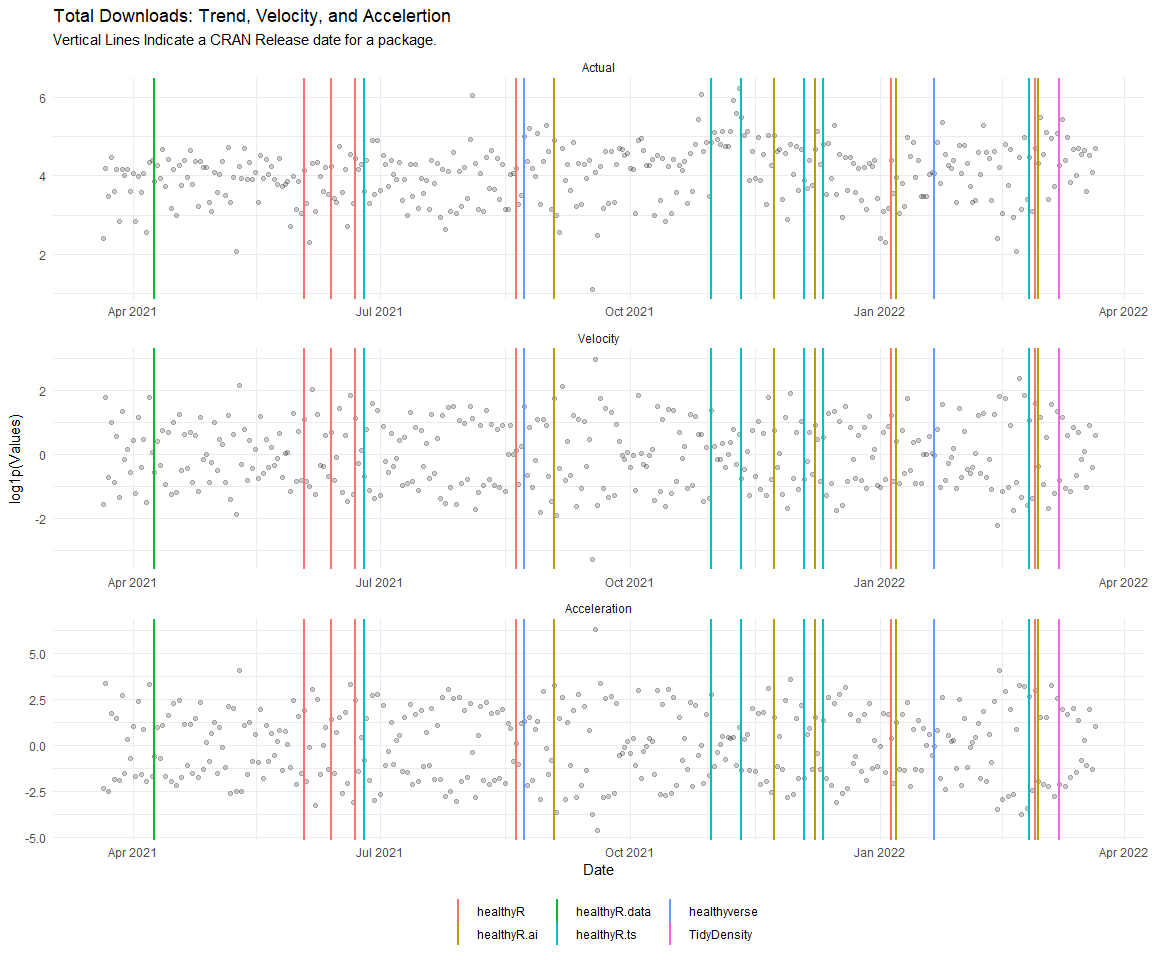 Total Downloads: Trend, Velocity, and Accelertion
Vertical Lines Indicate a CRAN Release date for a package.
Actual
6
4
2
Apr 2021 Jul 2021 Oct 2021 Jan 2022 Apr 2022
Velocity
2
0
-2
Apr 2021 Jul 2021 Oct 2021 Jan 2022 Apr 2022
Acceleration
5.0
2.5
0.0
-2.5
-5.0
Apr 2021 Jul 2021 Oct 2021 Jan 2022 Apr 2022
log1p(Values)
Date
healthyR healthyR.data healthyverse
healthyR.ai healthyR.ts TidyDensity